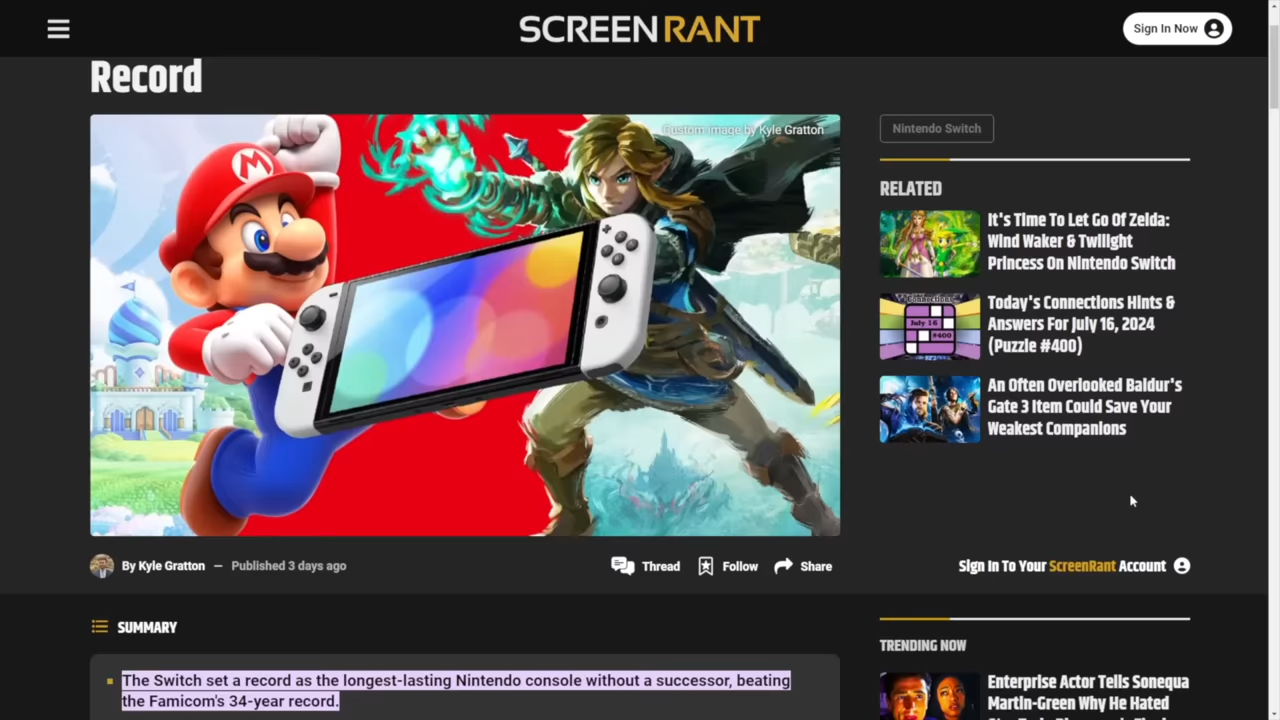 SCREENRANT
Sign In Now
Record
Custom Image by Kyle Gratton
M
Nintendo Switch
RELATED
It's Time To Let Go Of Zelda:
Wind Waker & Twilight
Princess On Nintendo Switch
Connections
July 16
#400
Today's Connections Hints &
Answers For July 16, 2024
(Puzzle #400)
An Often Overlooked Baldur's
Gate 3 Item Could Save Your
Weakest Companions
By Kyle Gratton — Published 3 days ago
Thread
Follow
Share
Sign In To Your ScreenRant Account
SUMMARY
The Switch set a record as the longest-lasting Nintendo console without a successor, beating
the Famicom's 34-year record.
TRENDING NOW
Enterprise Actor Tells Sonequa
Martin-Green Why He Hated